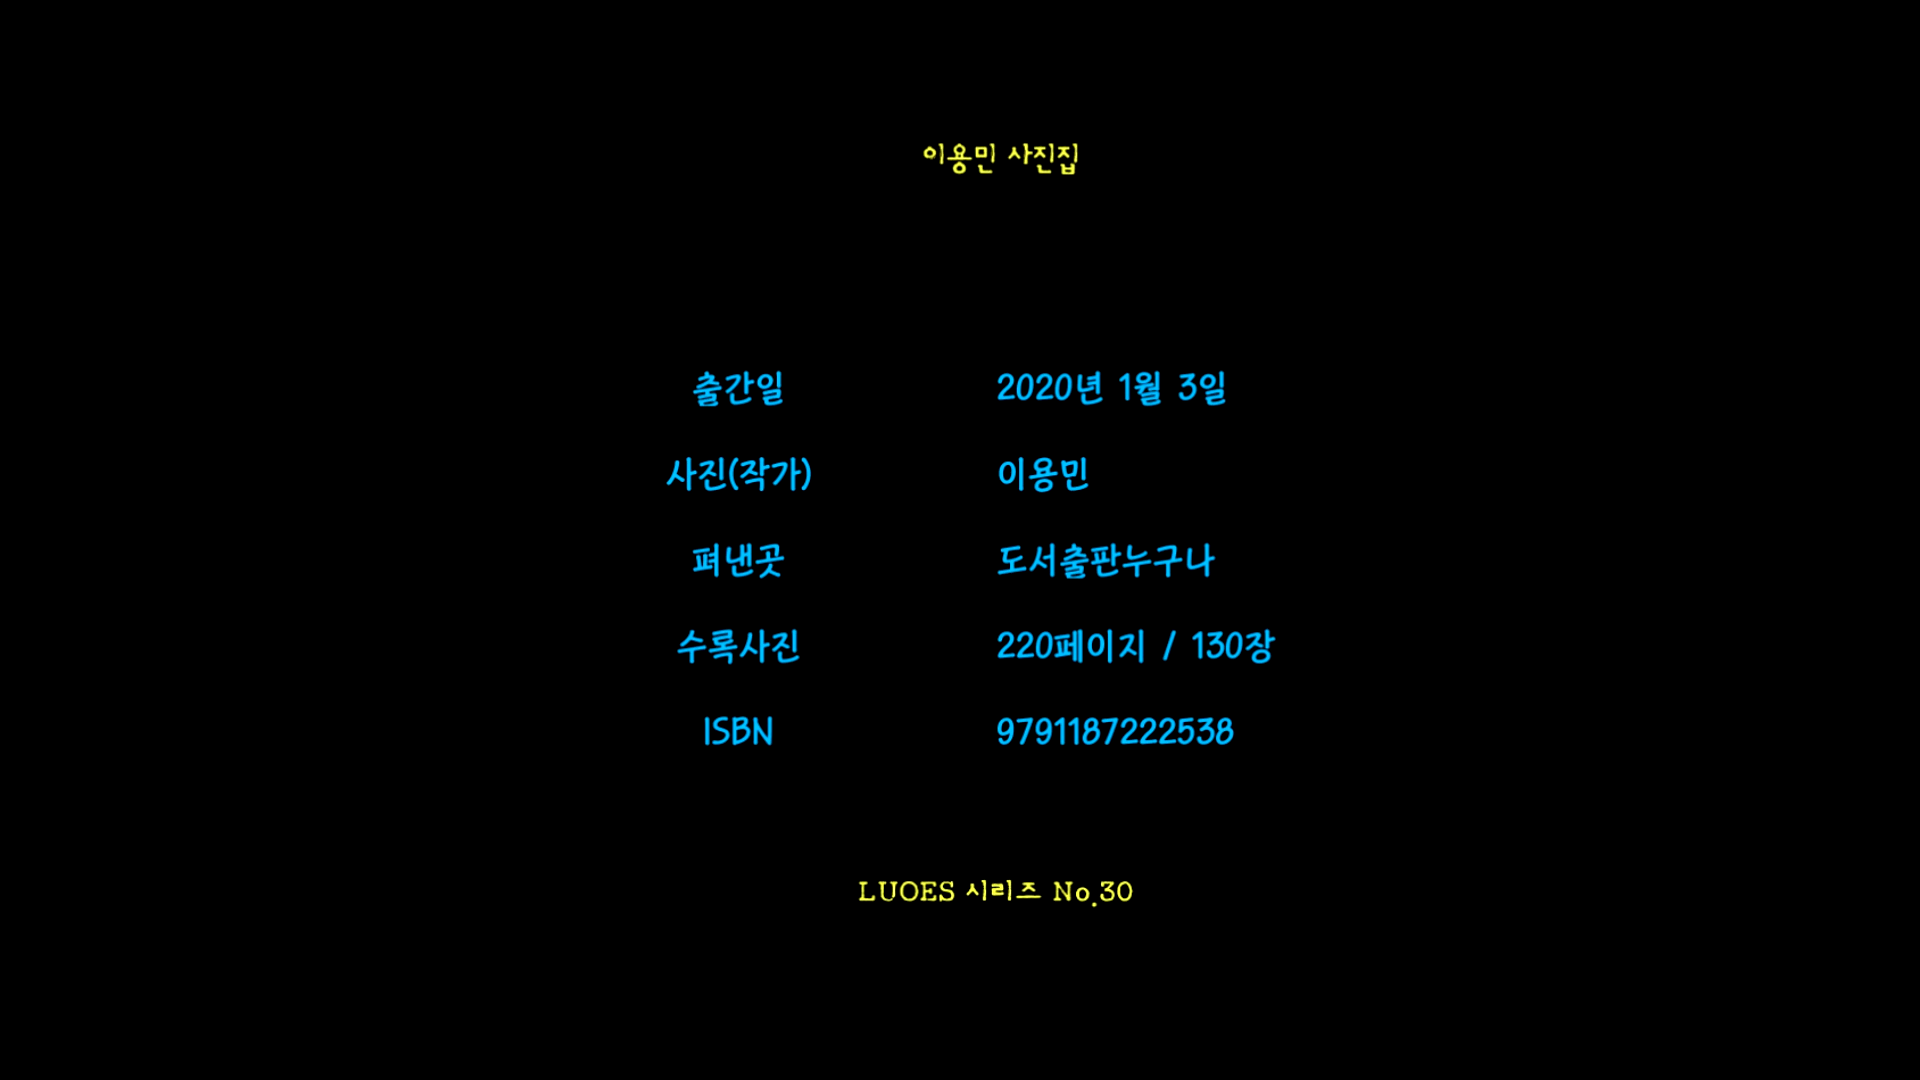 이용민 사진집
출간일 2020년 1월 3일
사진(작가) 이용민
펴낸곳 도서출판누구나
수록사진 220페이지 / 130장
ISBN 9791187222538
LUOES 시리즈 No.30